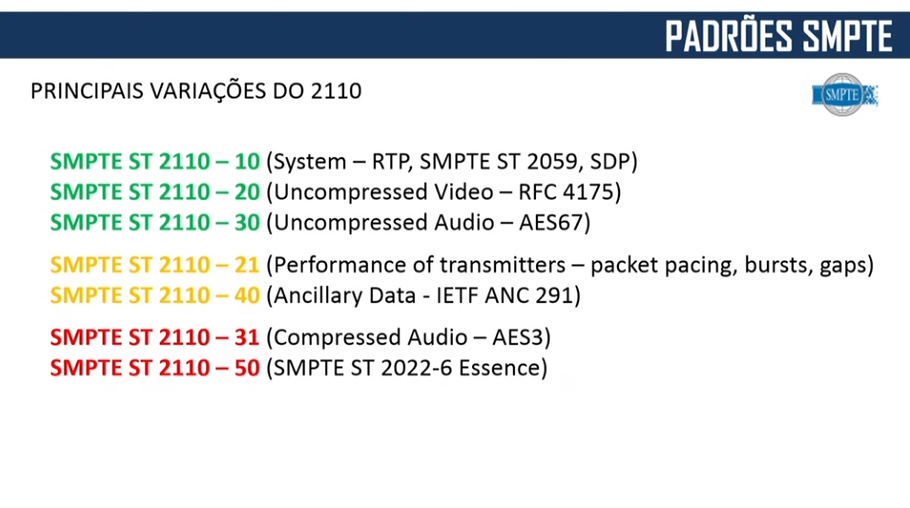 PADRÕES SMPTE
PRINCIPAIS VARIAÇÕES DO 2110
SMPTE
SMPTE ST 2110 – 10 (System – RTP, SMPTE ST 2059, SDP)
SMPTE ST 2110 – 20 (Uncompressed Video – RFC 4175)
SMPTE ST 2110 – 30 (Uncompressed Audio – AES67)
SMPTE ST 2110 – 21 (Performance of transmitters – packet pacing, bursts, gaps)
SMPTE ST 2110 – 40 (Ancillary Data - IETF ANC 291)
SMPTE ST 2110 – 31 (Compressed Audio – AES3)
SMPTE ST 2110 – 50 (SMPTE ST 2022-6 Essence)